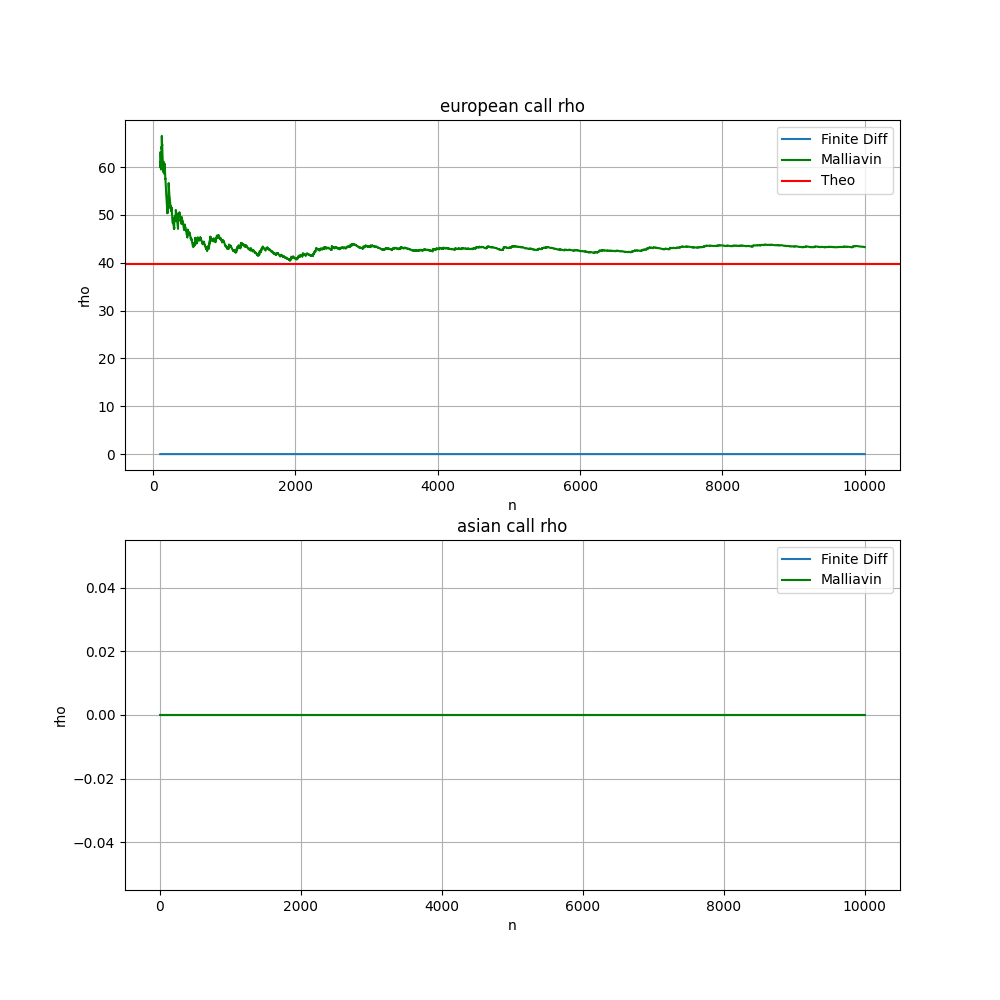 european call rho
Finite Diff
Malliavin
Theo
60
50
40
30
20
10
0
rho
0 2000 4000 6000 8000 10000
n
asian call rho
Finite Diff
Malliavin
0.04
0.02
0.00
−0.02
−0.04
rho
0 2000 4000 6000 8000 10000
n